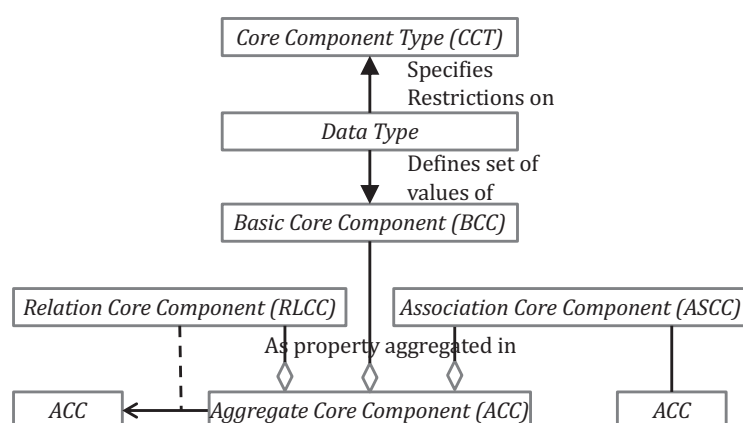 Core Component Type (CCT)
Specifies
Restrictions on
Data Type
Defines set of
values of
Basic Core Component (BCC)
Relation Core Component (RLCC)
Association Core Component (ASCC)
As property aggregated in
ACC
Aggregate Core Component (ACC)
ACC